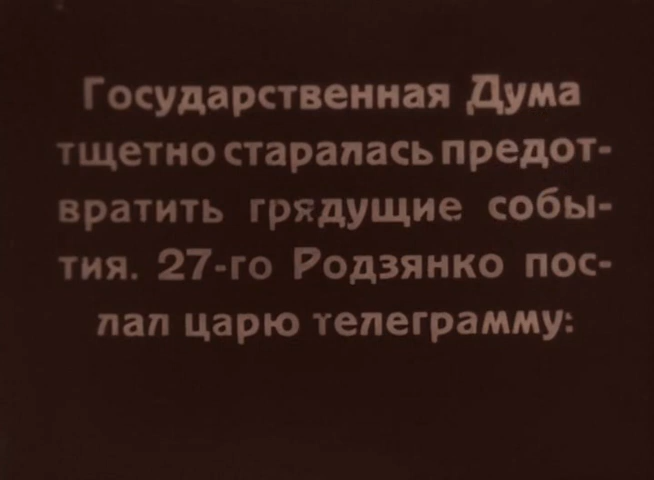 Государственная Дума
тщетно старалась предот-
вратить грядущие собы-
тия. 27-го Родзянко пос-
лал царю телеграмму: